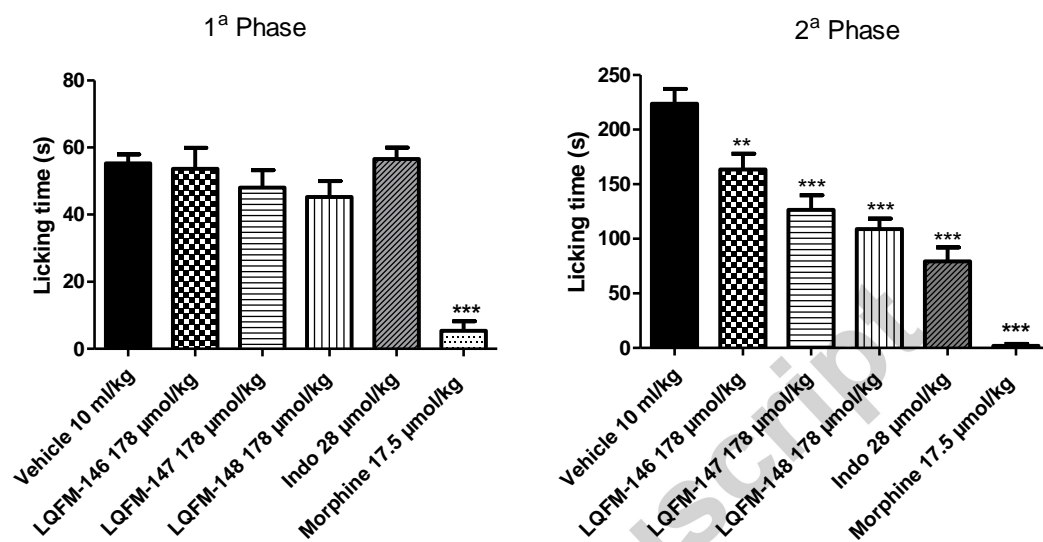 1ª Phase
Licking time (s)
80
60
40
20
0
***
Vehicle 10 ml/kg
LQFM-146 178 µmol/kg
LQFM-147 178 µmol/kg
LQFM-148 178 µmol/kg
Indo 28 µmol/kg
Morphine 17.5 µmol/kg
2ª Phase
Licking time (s)
250
200
150
100
50
0
**
***
***
***
***
Vehicle 10 ml/kg
LQFM-146 178 µmol/kg
LQFM-147 178 µmol/kg
LQFM-148 178 µmol/kg
Indo 28 µmol/kg
Morphine 17.5 µmol/kg
uscript